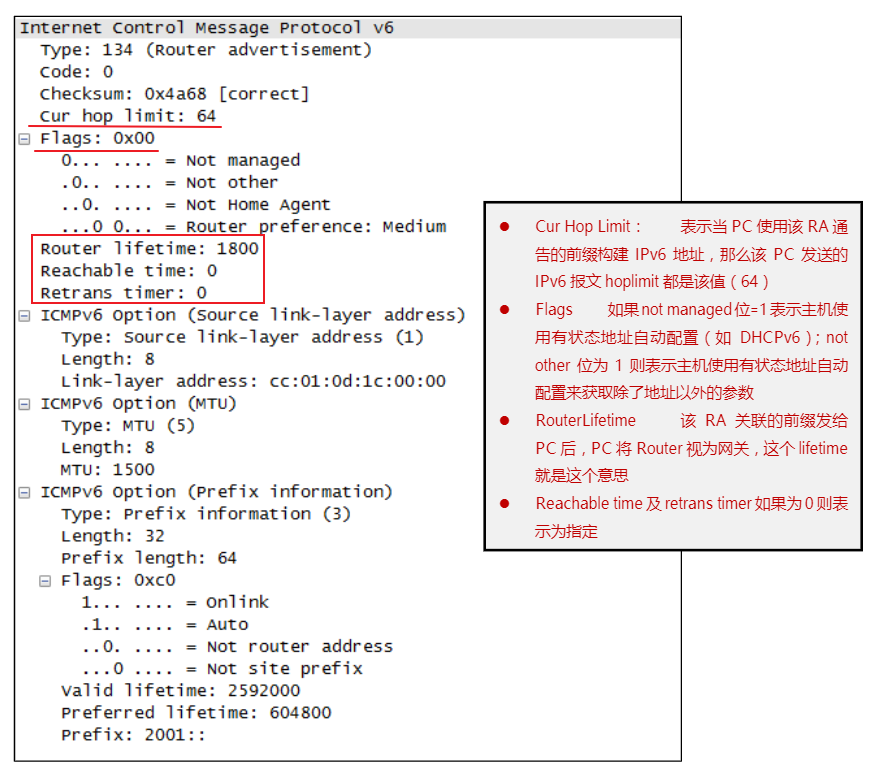 Internet Control Message Protocol v6
Type: 134 (Router advertisement)
Code: 0
Checksum: 0x4a68 [correct]
Cur hop limit: 64
Flags: 0x00
0... .... = Not managed
.0.. .... = Not other
..0. .... = Not Home Agent
...0 0... = Router preference: Medium
Router lifetime: 1800
Reachable time: 0
Retrans timer: 0
ICMPv6 Option (Source link-layer address)
Type: Source link-layer address (1)
Length: 8
Link-layer address: cc:01:0d:1c:00:00
ICMPv6 Option (MTU)
Type: MTU (5)
Length: 8
MTU: 1500
ICMPv6 Option (Prefix information)
Type: Prefix information (3)
Length: 32
Prefix length: 64
Flags: 0xc0
1... .... = Onlink
.1.. .... = Auto
..0. .... = Not router address
...0 .... = Not site prefix
Valid lifetime: 2592000
Preferred lifetime: 604800
Prefix: 2001::
● Cur Hop Limit： 表示当 PC 使用该 RA 通
告的前缀构建 IPv6 地址，那么该 PC 发送的
IPv6 报文 hoplimit 都是该值（64）
● Flags 如果 not managed 位=1 表示主机使
用有状态地址自动配置（如 DHCPv6）；not
other 位为 1 则表示主机使用有状态地址自动
配置来获取除了地址以外的参数
● RouterLifetime 该 RA 关联的前缀发给
PC 后，PC 将 Router 视为网关，这个 lifetime
就是这个意思
● Reachable time 及 retrans timer 如果为 0 则表
示为指定